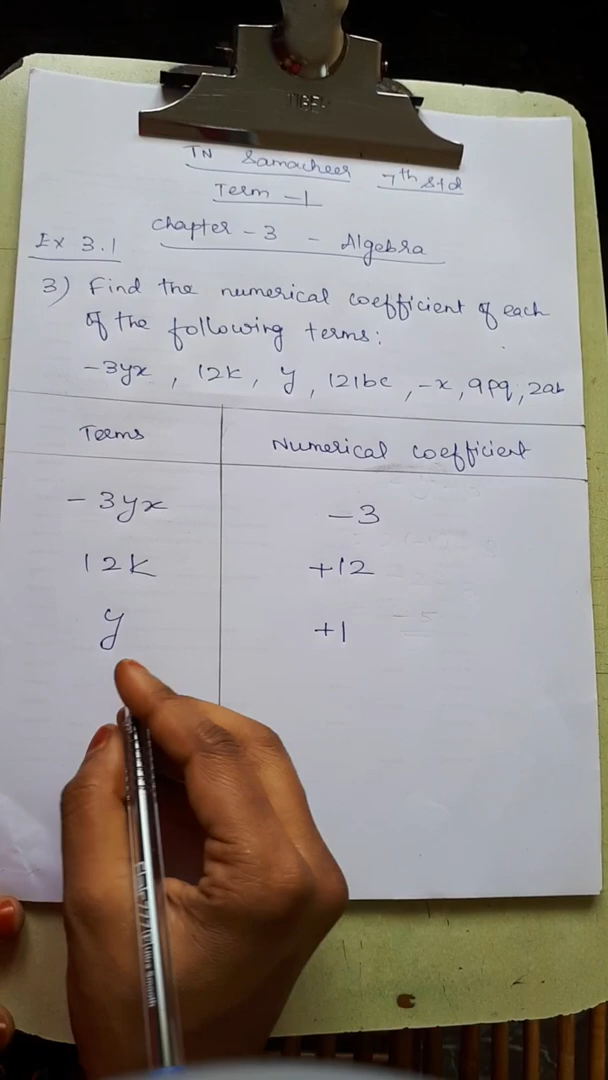 TN Samacheer 7th Std
Term - 1
Chapter - 3 - Algebra
Ex 3.1
3) Find the numerical coefficient of each
of the following terms:
-3yx, 12k, y, 121bc, -x, 9pq, 2ab
Terms Numerical coefficient
-3yx -3
12k +12
y +1